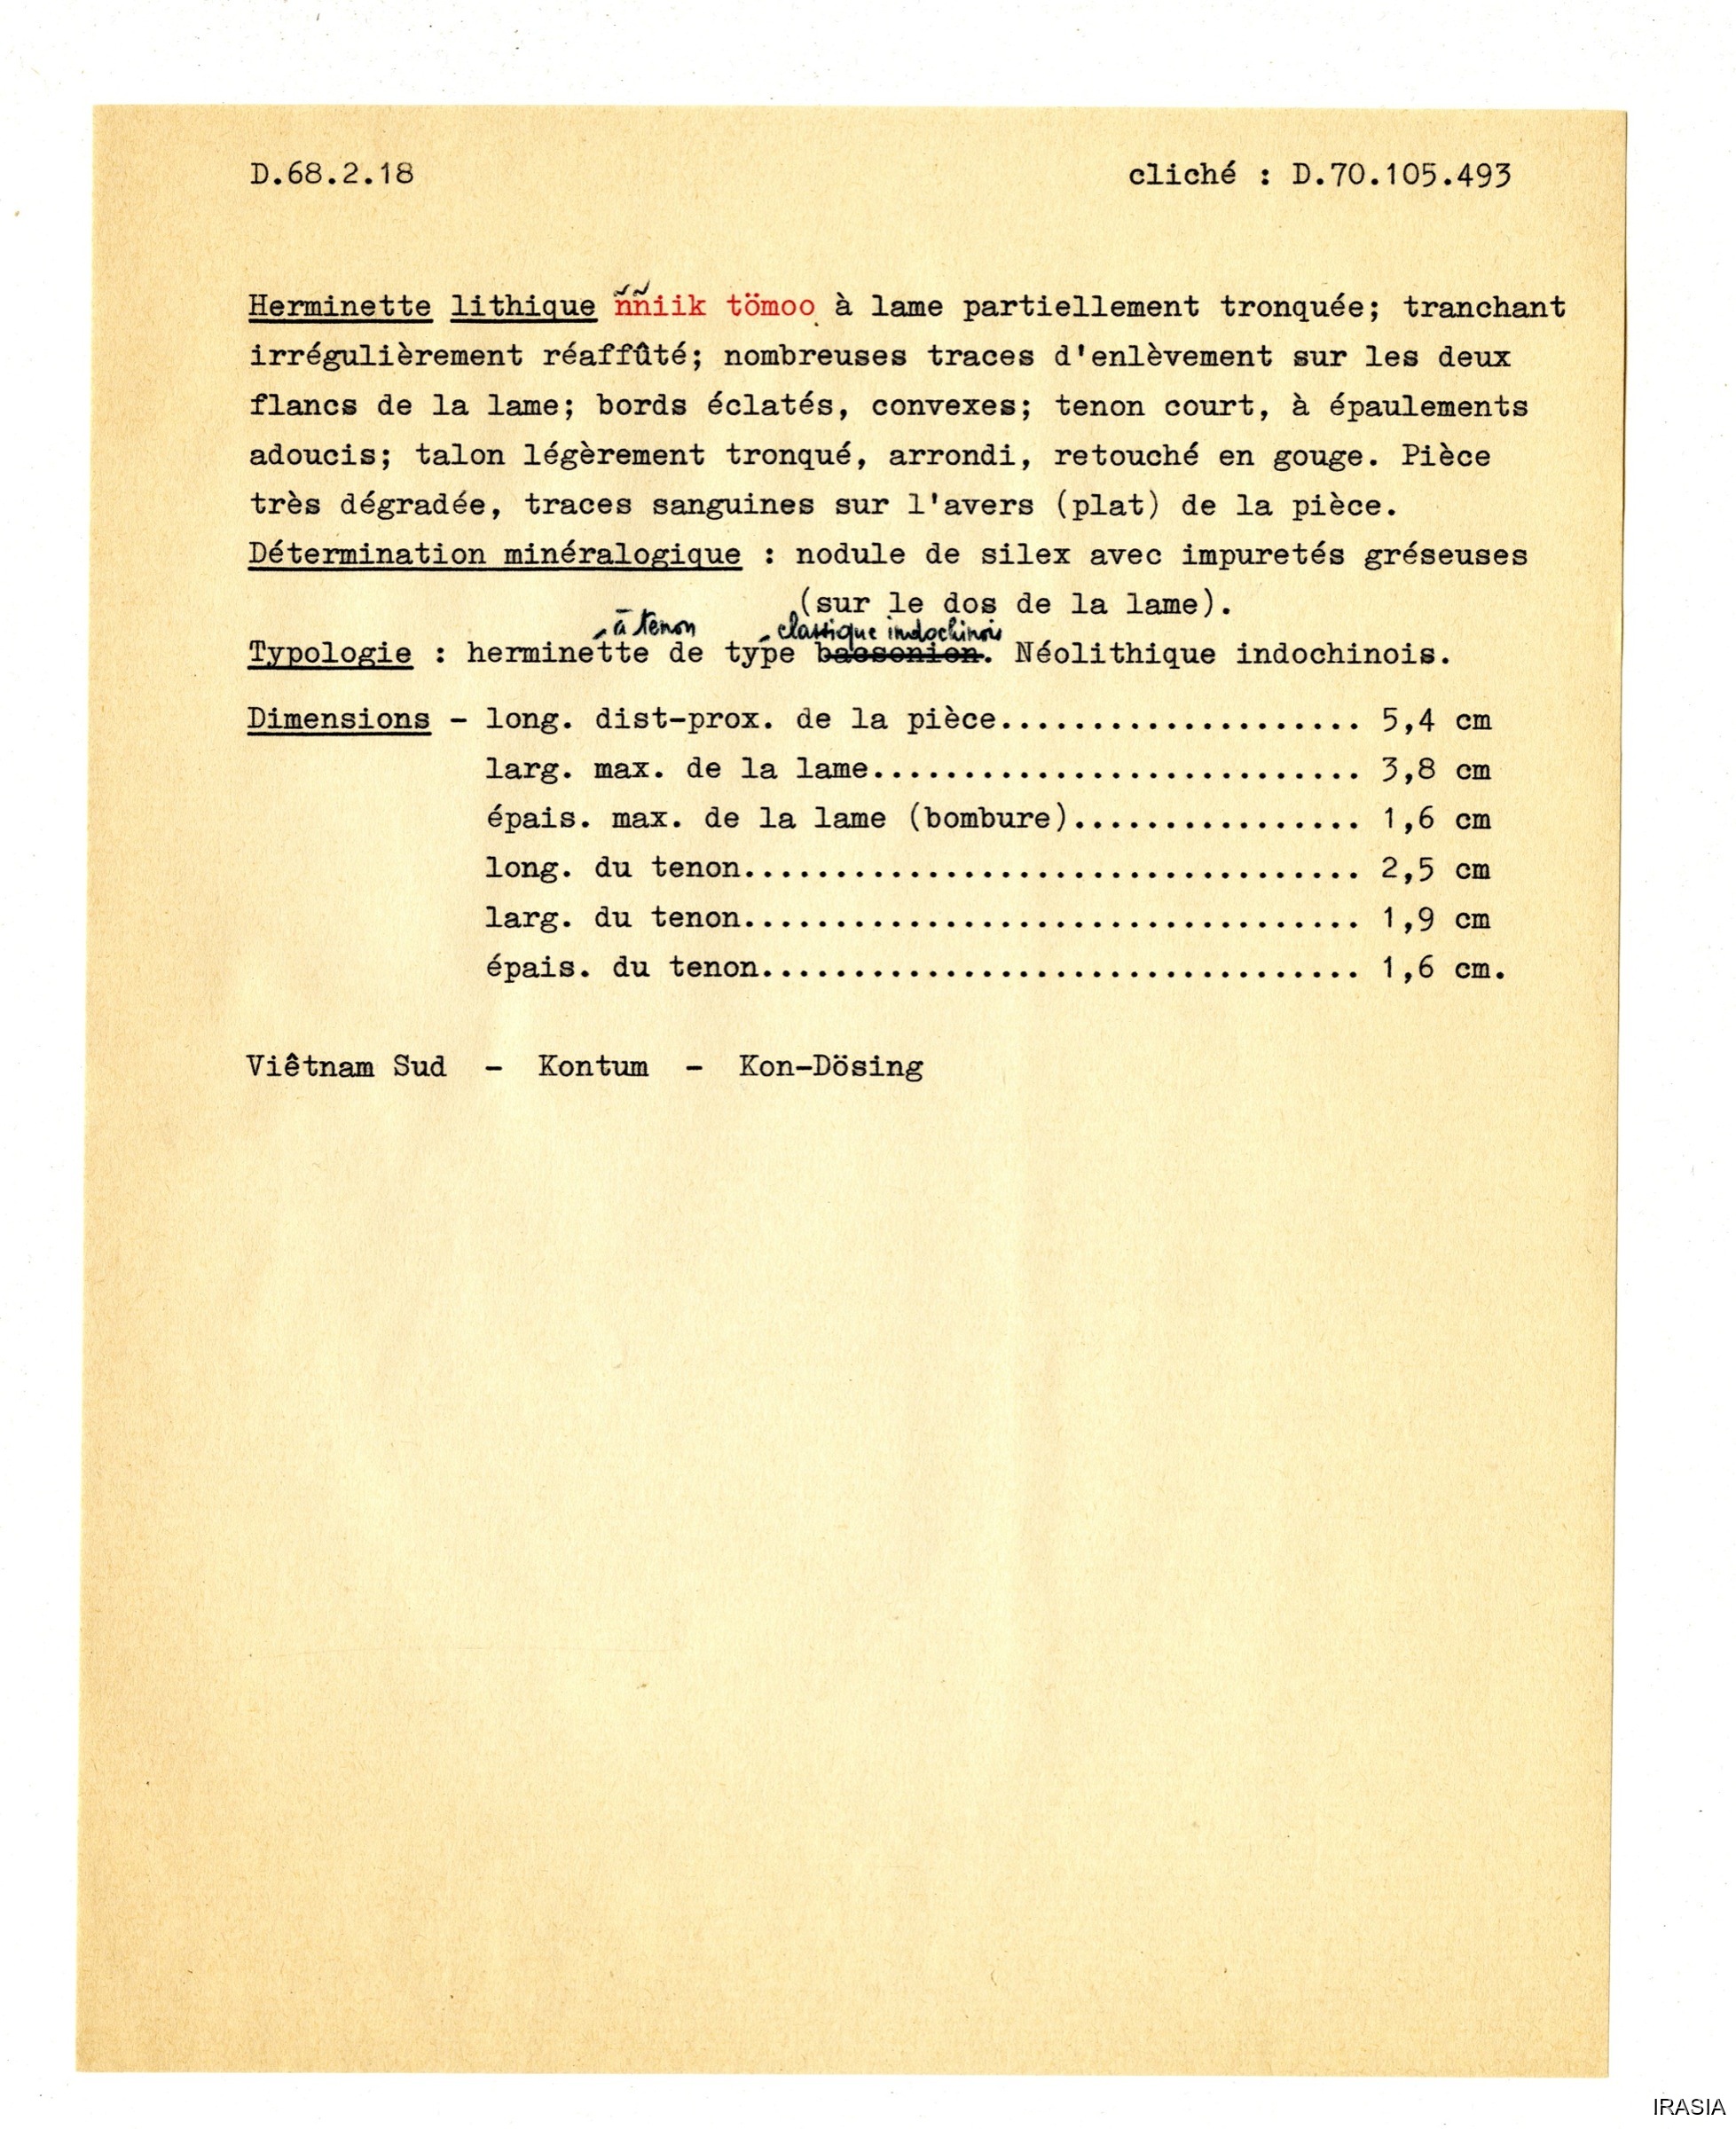 D.68.2.18 cliché : D.70.105.493
Herminette lithique ñ̆ñ̆iik tömoo à lame partiellement tronquée; tranchant
irrégulièrement réaffûté; nombreuses traces d'enlèvement sur les deux
flancs de la lame; bords éclatés, convexes; tenon court, à épaulements
adoucis; talon légèrement tronqué, arrondi, retouché en gouge. Pièce
très dégradée, traces sanguines sur l'avers (plat) de la pièce.
Détermination minéralogique : nodule de silex avec impuretés gréseuses
(sur le dos de la lame).
à tenon classique indochinois
Typologie : herminette de type bacsonien. Néolithique indochinois.
Dimensions - long. dist-prox. de la pièce.................... 5,4 cm
larg. max. de la lame........................... 3,8 cm
épais. max. de la lame (bombure)................ 1,6 cm
long. du tenon.................................. 2,5 cm
larg. du tenon.................................. 1,9 cm
épais. du tenon................................. 1,6 cm.
Viêtnam Sud - Kontum - Kon-Dösing
IRASIA